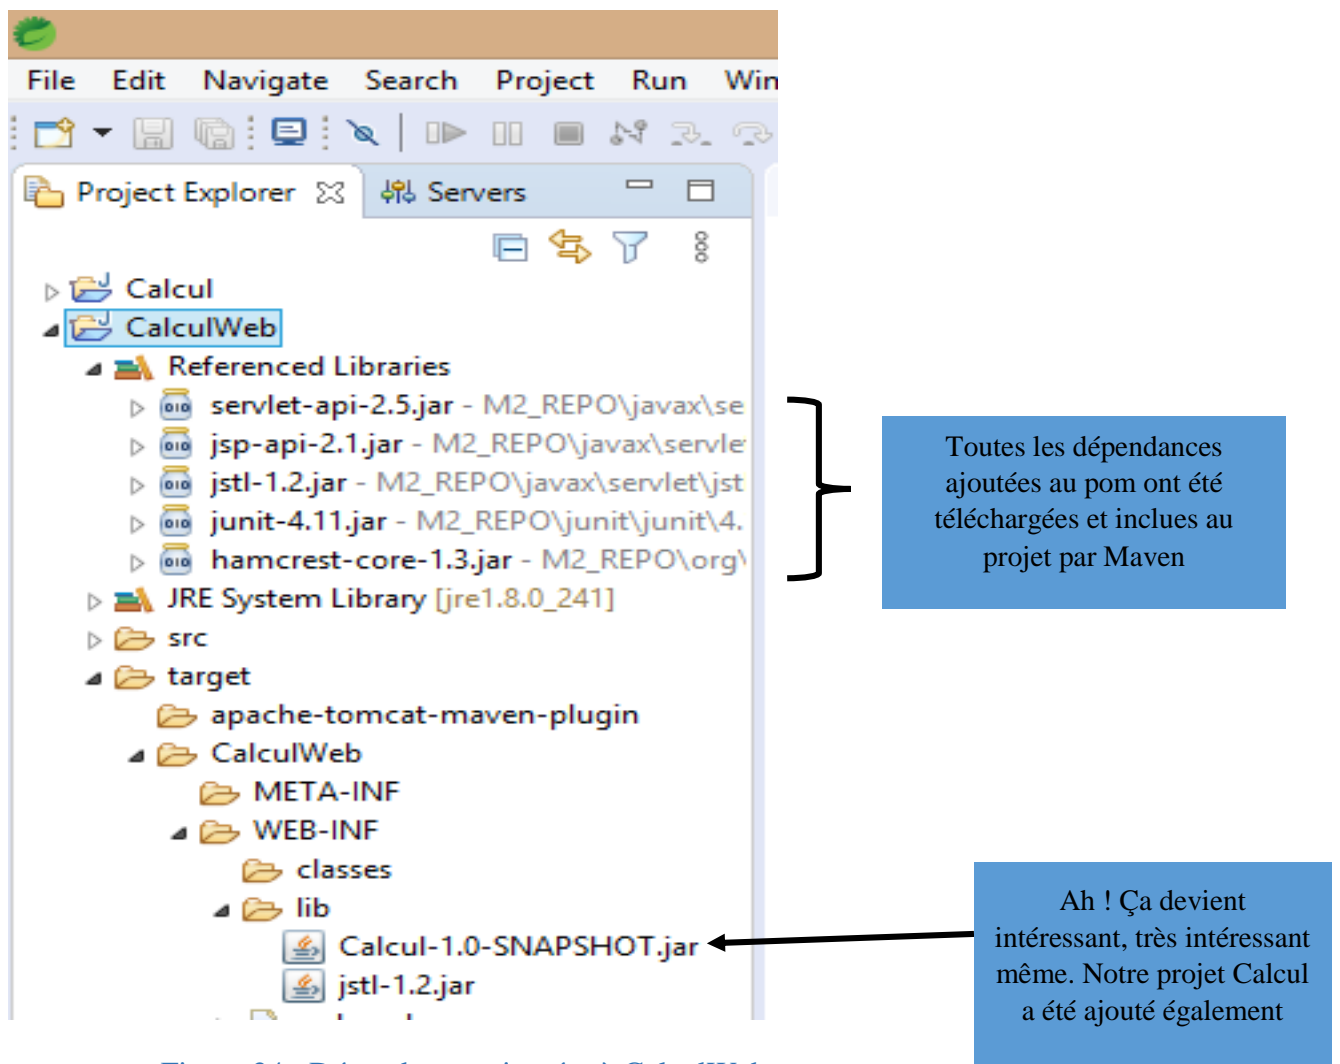 File Edit Navigate Search Project Run Win
Project Explorer Servers
Calcul
CalculWeb
Referenced Libraries
servlet-api-2.5.jar - M2_REPO\javax\se
jsp-api-2.1.jar - M2_REPO\javax\servle
jstl-1.2.jar - M2_REPO\javax\servlet\jst
junit-4.11.jar - M2_REPO\junit\junit\4.
hamcrest-core-1.3.jar - M2_REPO\org\
JRE System Library [jre1.8.0_241]
src
target
apache-tomcat-maven-plugin
CalculWeb
META-INF
WEB-INF
classes
lib
Calcul-1.0-SNAPSHOT.jar
jstl-1.2.jar
Toutes les dépendances
ajoutées au pom ont été
téléchargées et inclues au
projet par Maven
Ah ! Ça devient
intéressant, très intéressant
même. Notre projet Calcul
a été ajouté également